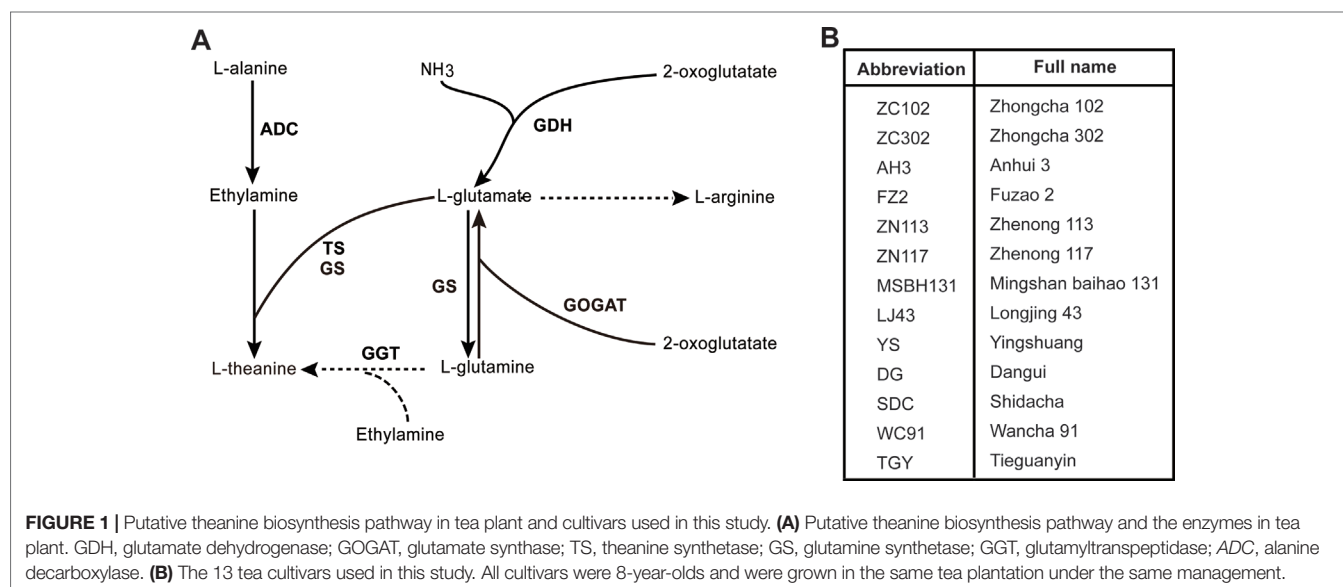 A
L-alanine
NH3
2-oxoglutatate
ADC
GDH
Ethylamine
L-glutamate
L-arginine
TS
GS
GS
GOGAT
2-oxoglutatate
GGT
L-theanine
L-glutamine
Ethylamine
B
Abbreviation Full name
ZC102 Zhongcha 102
ZC302 Zhongcha 302
AH3 Anhui 3
FZ2 Fuzao 2
ZN113 Zhenong 113
ZN117 Zhenong 117
MSBH131 Mingshan baihao 131
LJ43 Longjing 43
YS Yingshuang
DG Dangui
SDC Shidacha
WC91 Wancha 91
TGY Tieguanyin
FIGURE 1 | Putative theanine biosynthesis pathway in tea plant and cultivars used in this study. (A) Putative theanine biosynthesis pathway and the enzymes in tea
plant. GDH, glutamate dehydrogenase; GOGAT, glutamate synthase; TS, theanine synthetase; GS, glutamine synthetase; GGT, glutamyltranspeptidase; ADC, alanine
decarboxylase. (B) The 13 tea cultivars used in this study. All cultivars were 8-year-olds and were grown in the same tea plantation under the same management.